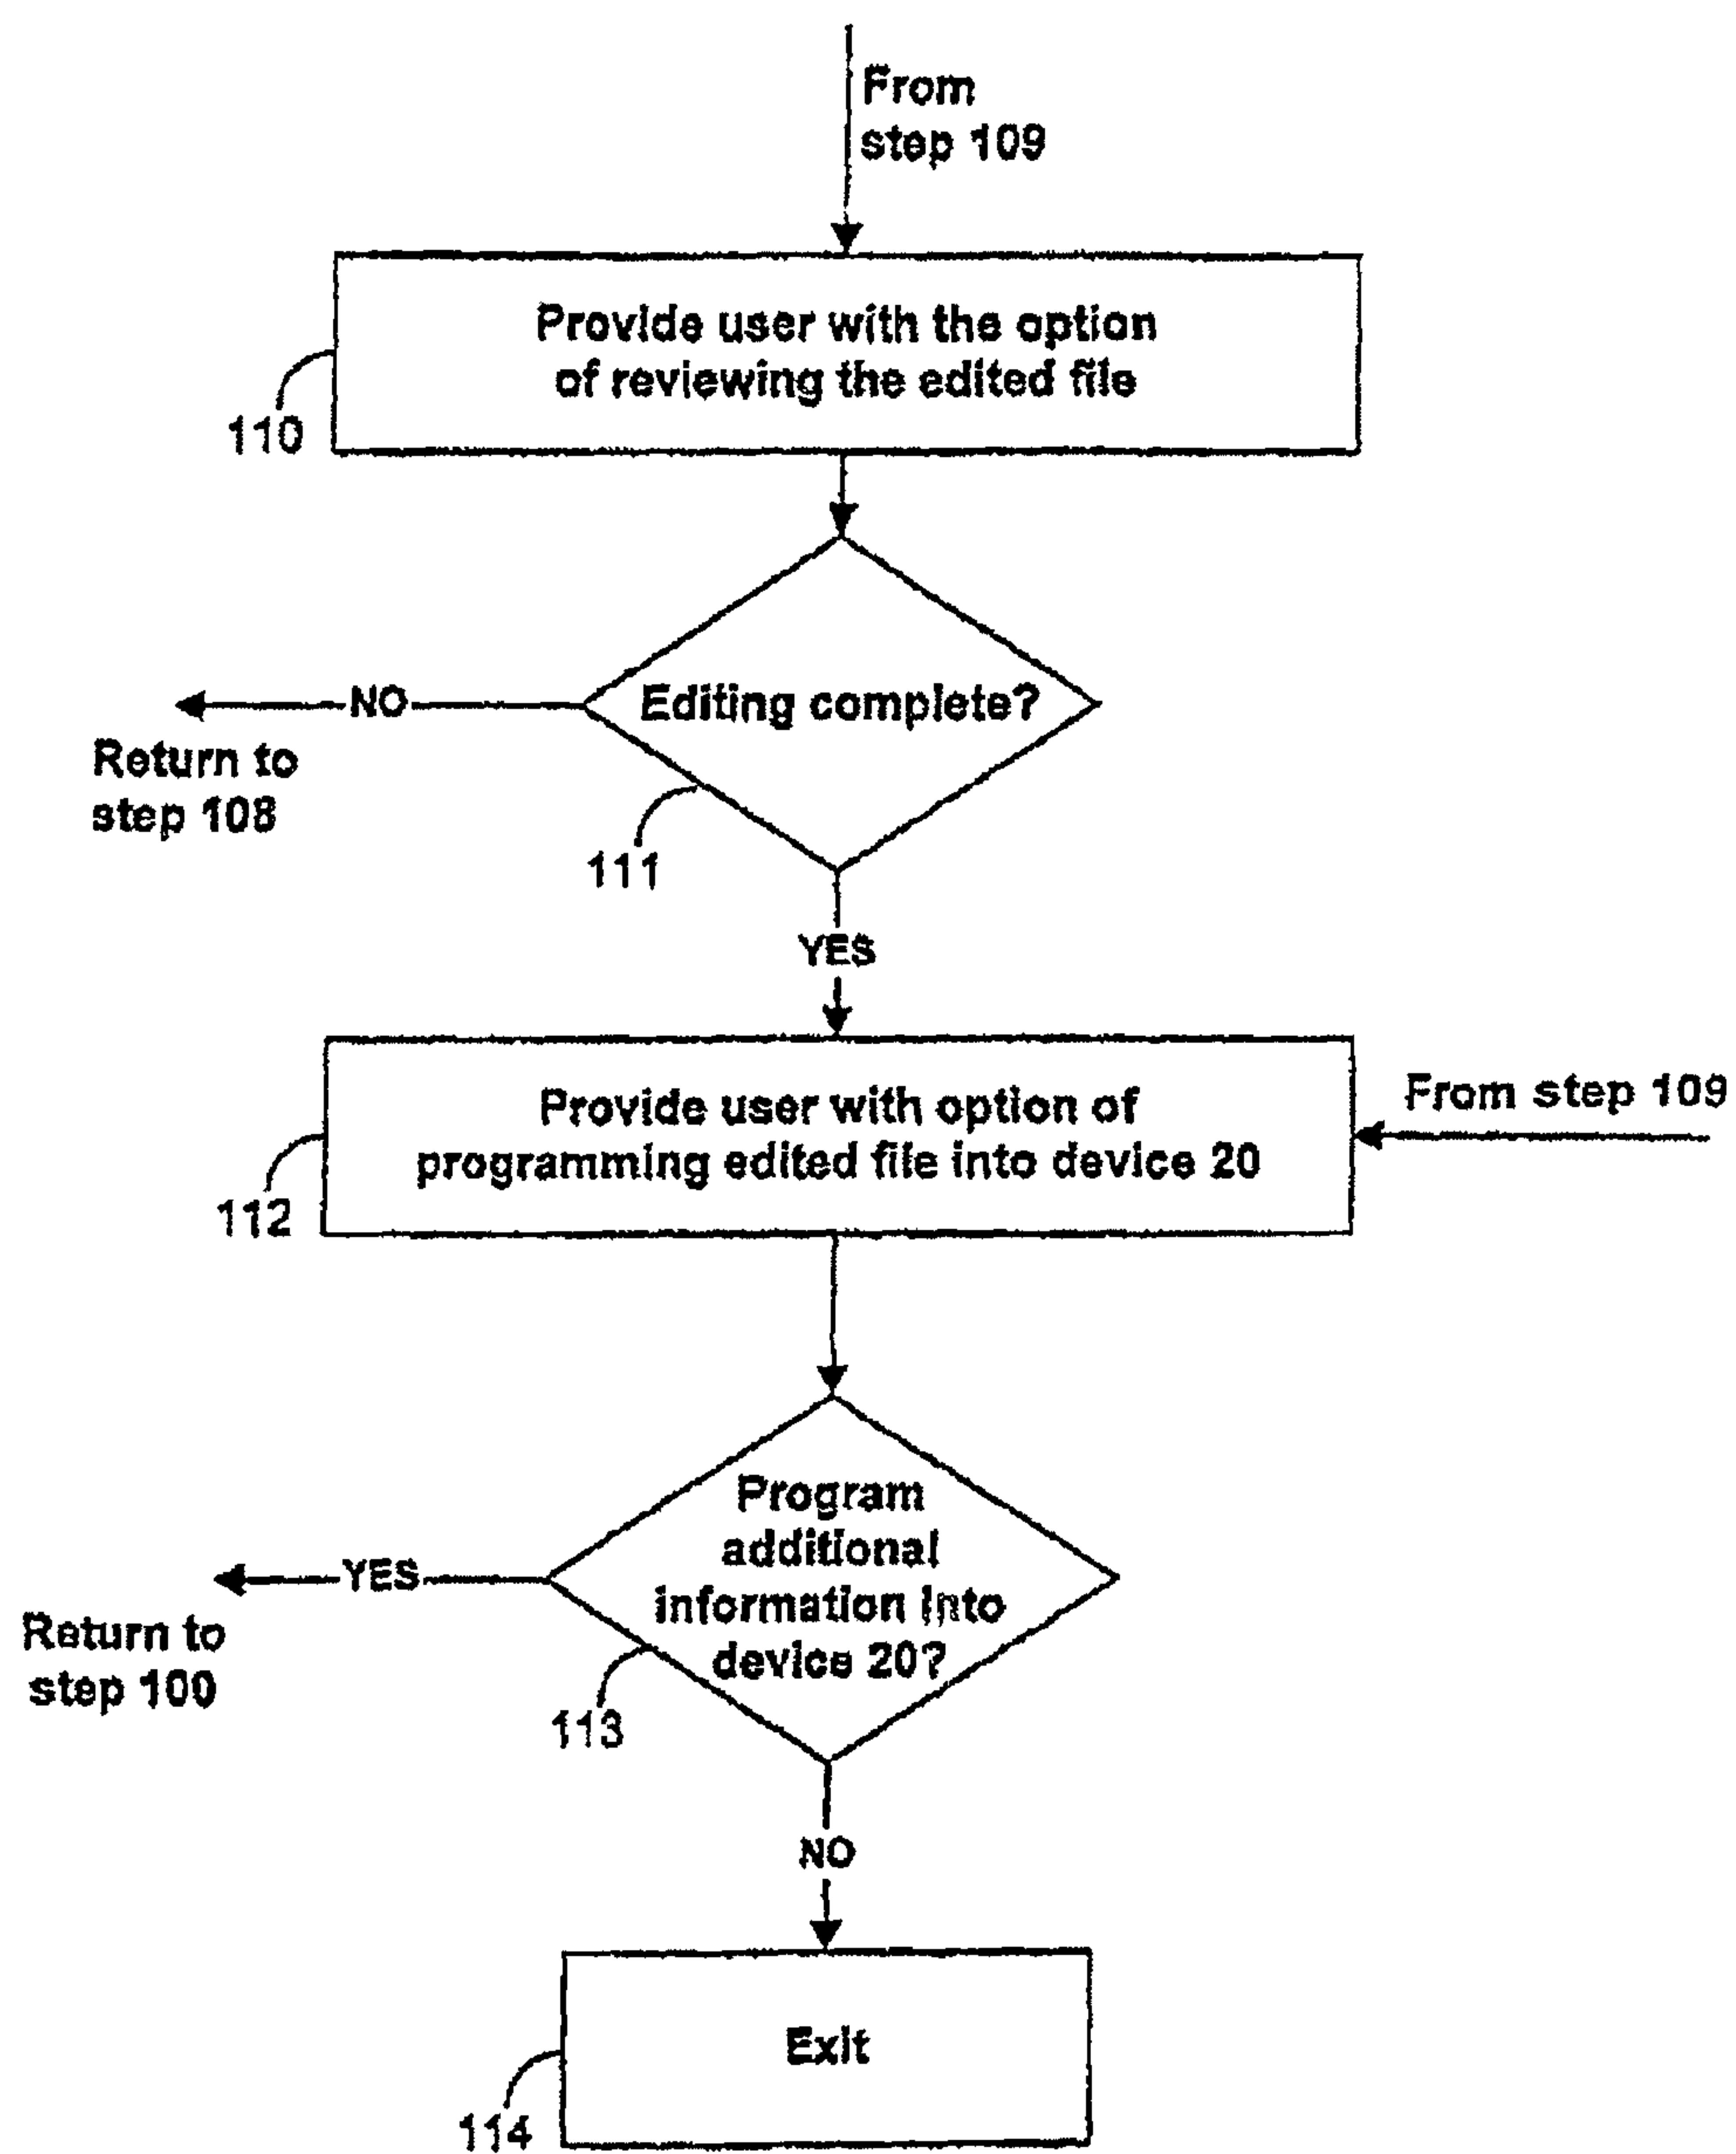 From
step 109
Provide user with the option
of reviewing the edited file
110
Editing complete?
NO
Return to
step 108
111
YES
Provide user with option of
programming edited file into device 20
From step 109
112
Program
additional
information into
device 20?
YES
Return to
step 100
113
NO
Exit
114